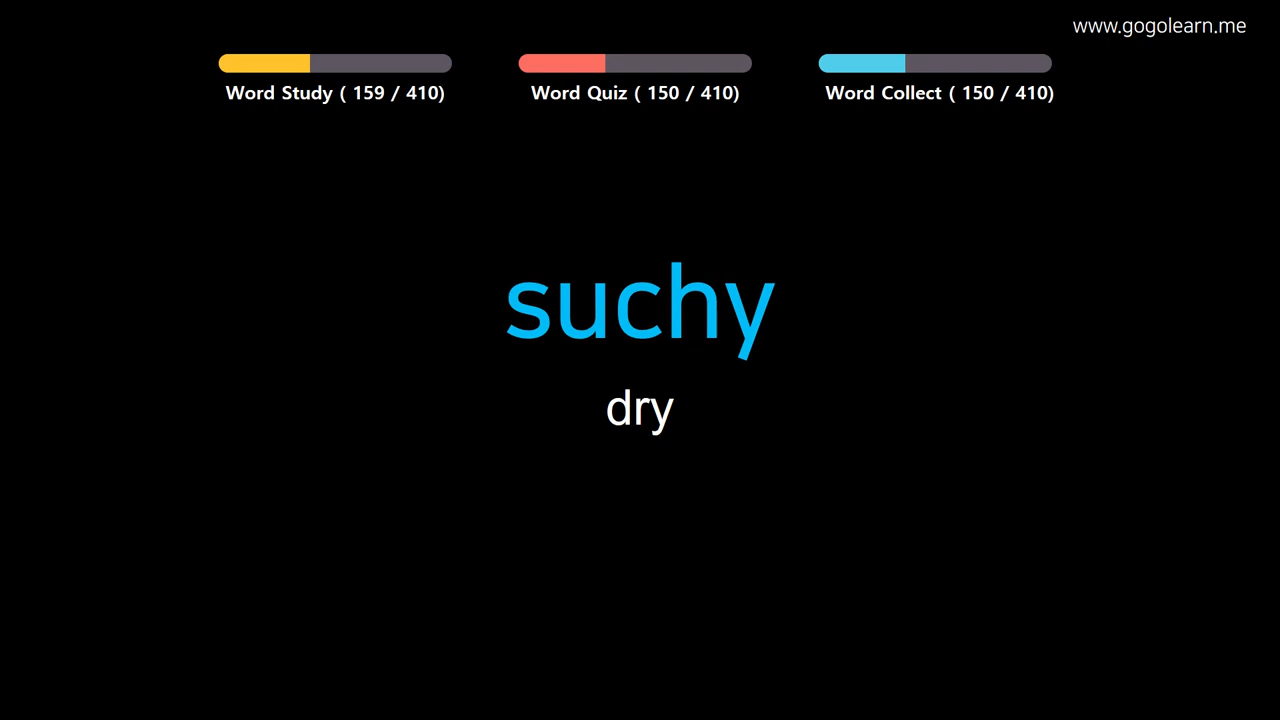 www.gogolearn.me
Word Study ( 159 / 410)
Word Quiz ( 150 / 410)
Word Collect ( 150 / 410)
suchy
dry